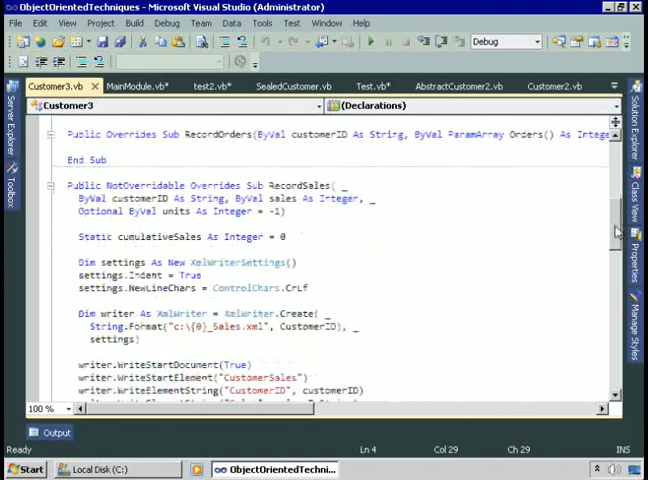 ObjectOrientedTechniques - Microsoft Visual Studio (Administrator)
File Edit View Project Build Debug Team Data Tools Test Window Help
Debug
Customer3.vb MainModule.vb* test2.vb* SealedCustomer.vb Test.vb* AbstractCustomer2.vb Customer2.vb
Customer3 (Declarations)
Public Overrides Sub RecordOrders(ByVal customerID As String, ByVal ParamArray Orders() As Intege
End Sub
Public NotOverridable Overrides Sub RecordSales( _
ByVal customerID As String, ByVal sales As Integer, _
Optional ByVal units As Integer = -1)
Static cumulativeSales As Integer = 0
Dim settings As New XmlWriterSettings()
settings.Indent = True
settings.NewLineChars = ControlChars.CrLf
Dim writer As XmlWriter = XmlWriter.Create( _
String.Format("c:\{0}_Sales.xml", CustomerID), _
settings)
writer.WriteStartDocument(True)
writer.WriteStartElement("CustomerSales")
writer.WriteElementString("CustomerID", customerID)
100 %
Output
Ready Ln 4 Col 29 Ch 29 INS
Start Local Disk (C:) ObjectOrientedTechni...
Server Explorer
Toolbox
Solution Explorer
Class View
Properties
Manage Styles